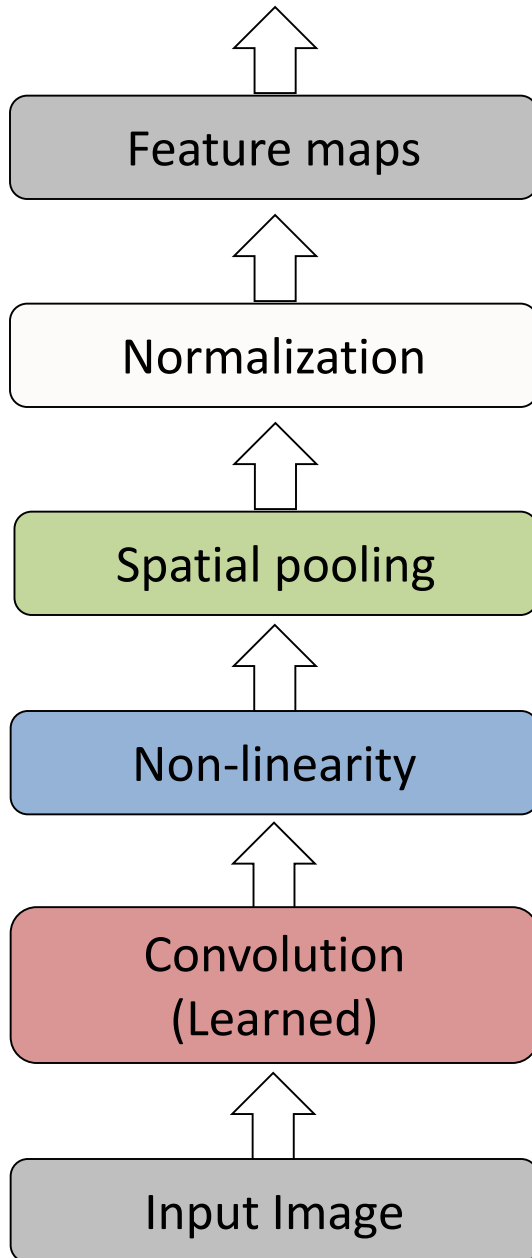 Feature maps
Normalization
Spatial pooling
Non-linearity
Convolution
(Learned)
Input Image